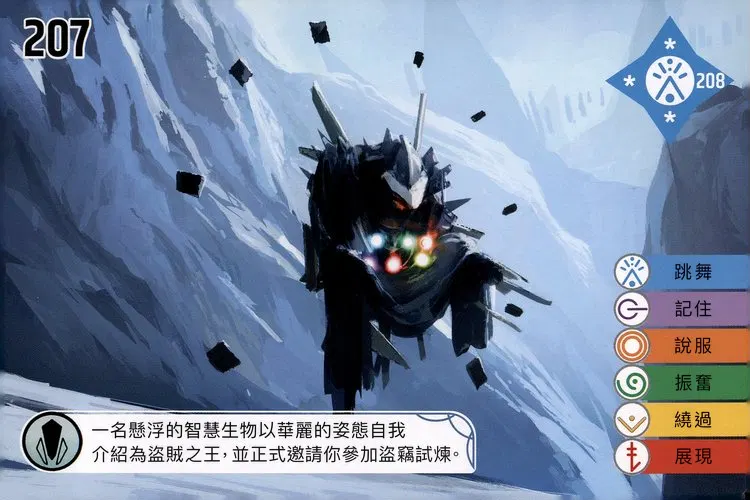 207
* * 208 *
*
跳舞
記住
說服
振奮
繞過
展現
一名懸浮的智慧生物以華麗的姿態自我
介紹為盜賊之王，並正式邀請你參加盜竊試煉。